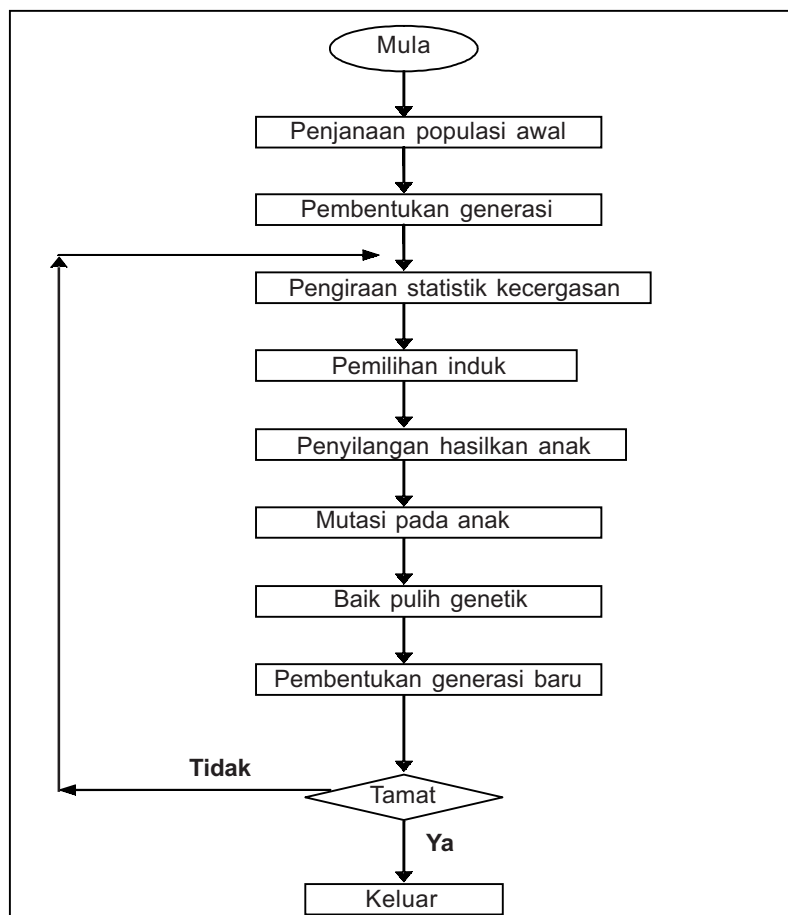 Mula
Penjanaan populasi awal
Pembentukan generasi
Pengiraan statistik kecergasan
Pemilihan induk
Penyilangan hasilkan anak
Mutasi pada anak
Baik pulih genetik
Pembentukan generasi baru
Tidak
Tamat
Ya
Keluar